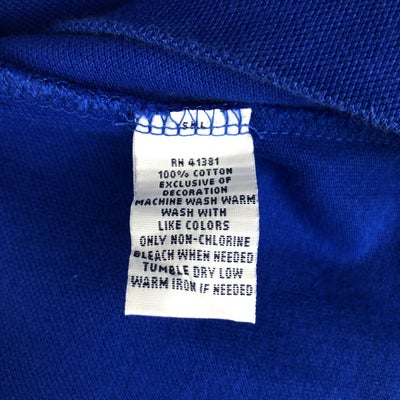 RN 41381
100% COTTON
EXCLUSIVE OF
DECORATION
MACHINE WASH WARM
WASH WITH
LIKE COLORS
ONLY NON-CHLORINE
BLEACH WHEN NEEDED
TUMBLE DRY LOW
WARM IRON IF NEEDED